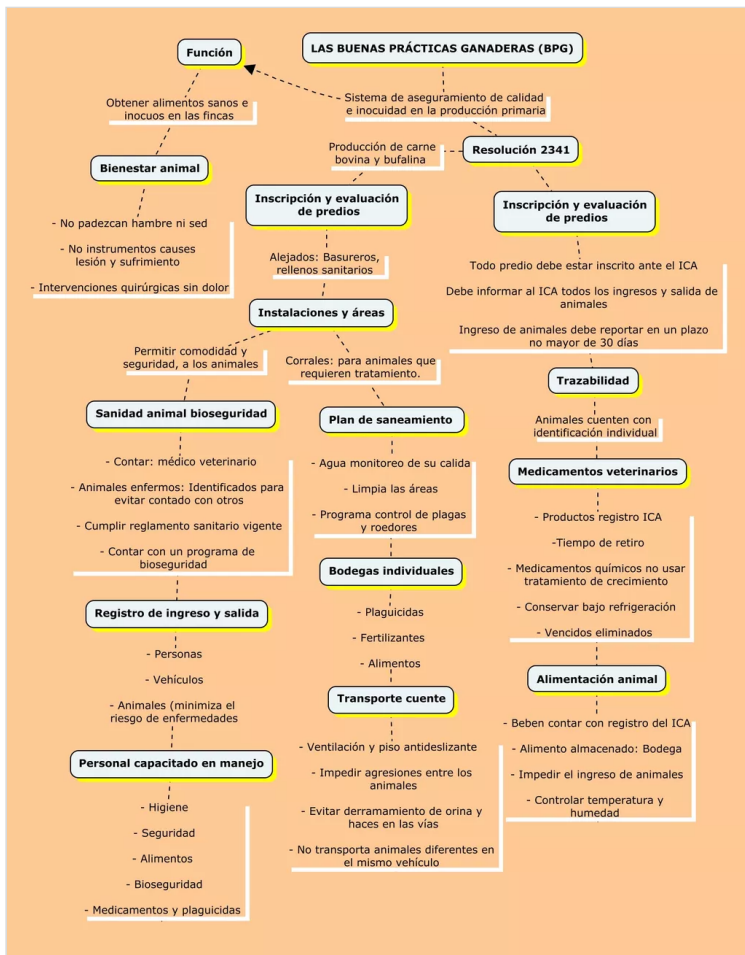 LAS BUENAS PRÁCTICAS GANADERAS (BPG)
Función
Sistema de aseguramiento de calidad
e inocuidad en la producción primaria
Obtener alimentos sanos e
inocuos en las fincas
Bienestar animal
- No padezcan hambre ni sed
- No instrumentos causes
lesión y sufrimiento
- Intervenciones quirúrgicas sin dolor
Resolución 2341
Producción de carne
bovina y bufalina
Inscripción y evaluación
de predios
Alejados: Basureros,
rellenos sanitarios
Instalaciones y áreas
Permitir comodidad y
seguridad, a los animales
Sanidad animal bioseguridad
- Contar: médico veterinario
- Animales enfermos: Identificados para
evitar contado con otros
- Cumplir reglamento sanitario vigente
- Contar con un programa de
bioseguridad
Registro de ingreso y salida
- Personas
- Vehículos
- Animales (minimiza el
riesgo de enfermedades
Personal capacitado en manejo
- Higiene
- Seguridad
- Alimentos
- Bioseguridad
- Medicamentos y plaguicidas
Corrales: para animales que
requieren tratamiento.
Plan de saneamiento
- Agua monitoreo de su calida
- Limpia las áreas
- Programa control de plagas
y roedores
Bodegas individuales
- Plaguicidas
- Fertilizantes
- Alimentos
Transporte cuente
- Ventilación y piso antideslizante
- Impedir agresiones entre los
animales
- Evitar derramamiento de orina y
haces en las vías
- No transporta animales diferentes en
el mismo vehículo
Inscripción y evaluación
de predios
Todo predio debe estar inscrito ante el ICA
Debe informar al ICA todos los ingresos y salida de
animales
Ingreso de animales debe reportar en un plazo
no mayor de 30 días
Trazabilidad
Animales cuenten con
identificación individual
Medicamentos veterinarios
- Productos registro ICA
-Tiempo de retiro
- Medicamentos químicos no usar
tratamiento de crecimiento
- Conservar bajo refrigeración
- Vencidos eliminados
Alimentación animal
- Beben contar con registro del ICA
- Alimento almacenado: Bodega
- Impedir el ingreso de animales
- Controlar temperatura y
humedad